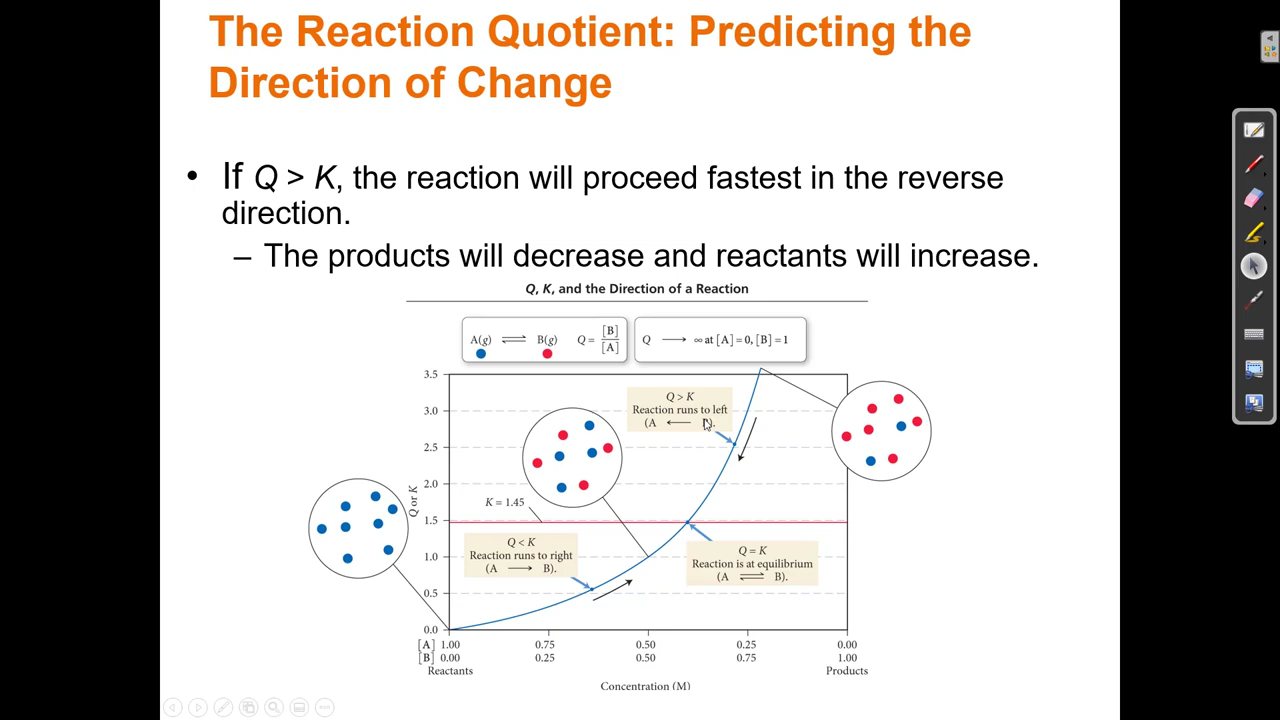 The Reaction Quotient: Predicting the
Direction of Change
• If Q > K, the reaction will proceed fastest in the reverse
direction.
– The products will decrease and reactants will increase.
Q, K, and the Direction of a Reaction
A(g) ⇌ B(g) Q = [B]/[A]
Q ⟶ ∞ at [A] = 0, [B] = 1
3.5
3.0
2.5
2.0
1.5
1.0
0.5
0.0
Q or K
Q > K
Reaction runs to left
(A ⟵ B).
K = 1.45
Q < K
Reaction runs to right
(A ⟶ B).
Q = K
Reaction is at equilibrium
(A ⇌ B).
[A] 1.00 0.75 0.50 0.25 0.00
[B] 0.00 0.25 0.50 0.75 1.00
Reactants Products
Concentration (M)